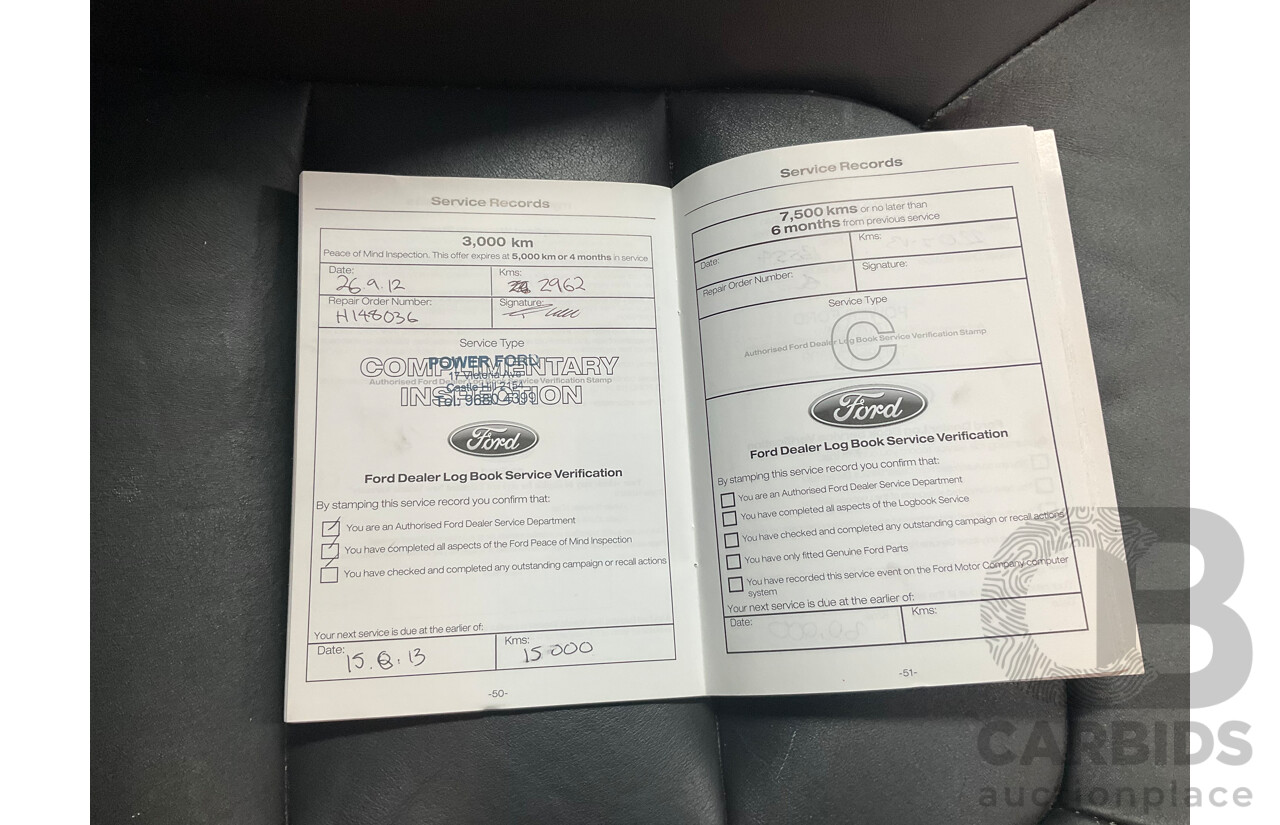 Service Records
3,000 km
Peace of Mind Inspection. This offer expires at 5,000 km or 4 months in service
Date: 26.9.12
Kms: 2962
Repair Order Number: H148036
Signature:
Service Type
COMPLIMENTARY
INSPECTION
Authorised Ford Dealer Log Book Service Verification Stamp
POWER FORD
17 Victoria Ave
Castle Hill 2154
Tel: 9680 4399
Ford
Ford Dealer Log Book Service Verification
By stamping this service record you confirm that:
You are an Authorised Ford Dealer Service Department
You have completed all aspects of the Ford Peace of Mind Inspection
You have checked and completed any outstanding campaign or recall actions
Your next service is due at the earlier of:
Date: 15.8.13
Kms: 15000
-50-
Service Records
7,500 kms or no later than
6 months from previous service
Date:
Kms:
Repair Order Number:
Signature:
Service Type
C
Authorised Ford Dealer Log Book Service Verification Stamp
Ford
Ford Dealer Log Book Service Verification
By stamping this service record you confirm that:
You are an Authorised Ford Dealer Service Department
You have completed all aspects of the Logbook Service
You have checked and completed any outstanding campaign or recall actions
You have only fitted Genuine Ford Parts
You have recorded this service event on the Ford Motor Company computer
system
Your next service is due at the earlier of:
Date:
Kms:
-51-
CB
CARBIDS
auctionplace